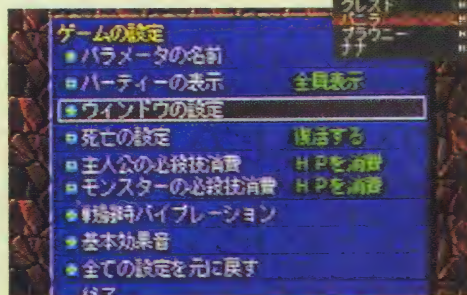 クレスト
バニラ
ブラウニー
ナナ
ゲームの設定
パラメータの名前
パーティーの表示 全員表示
ウィンドウの設定
死亡の設定 復活する
主人公の必殺技消費 HPを消費
モンスターの必殺技消費 HPを消費
戦闘時バイブレーション
基本効果音
全ての設定を元に戻す
終了